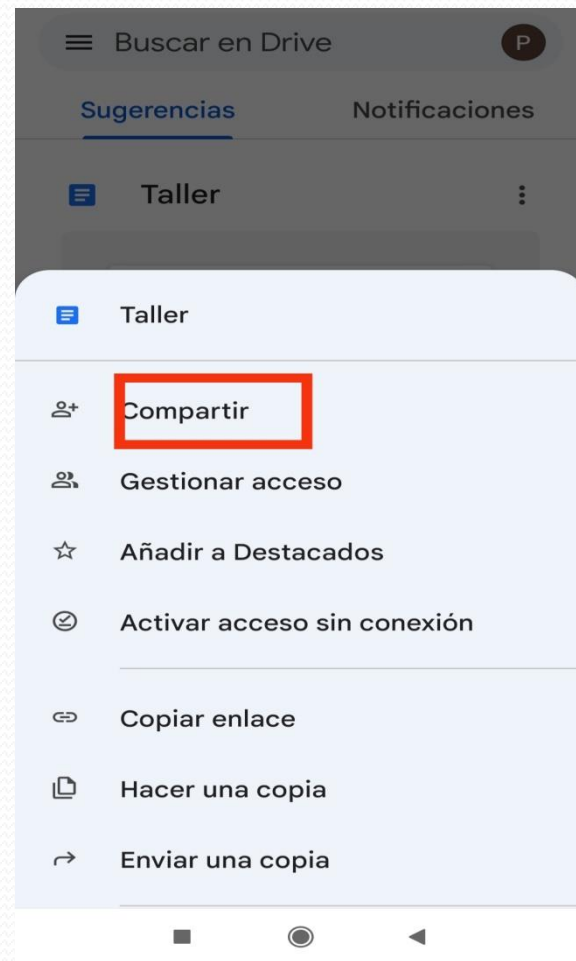 Buscar en Drive
P
Sugerencias
Notificaciones
Taller
Taller
Compartir
Gestionar acceso
Añadir a Destacados
Activar acceso sin conexión
Copiar enlace
Hacer una copia
Enviar una copia